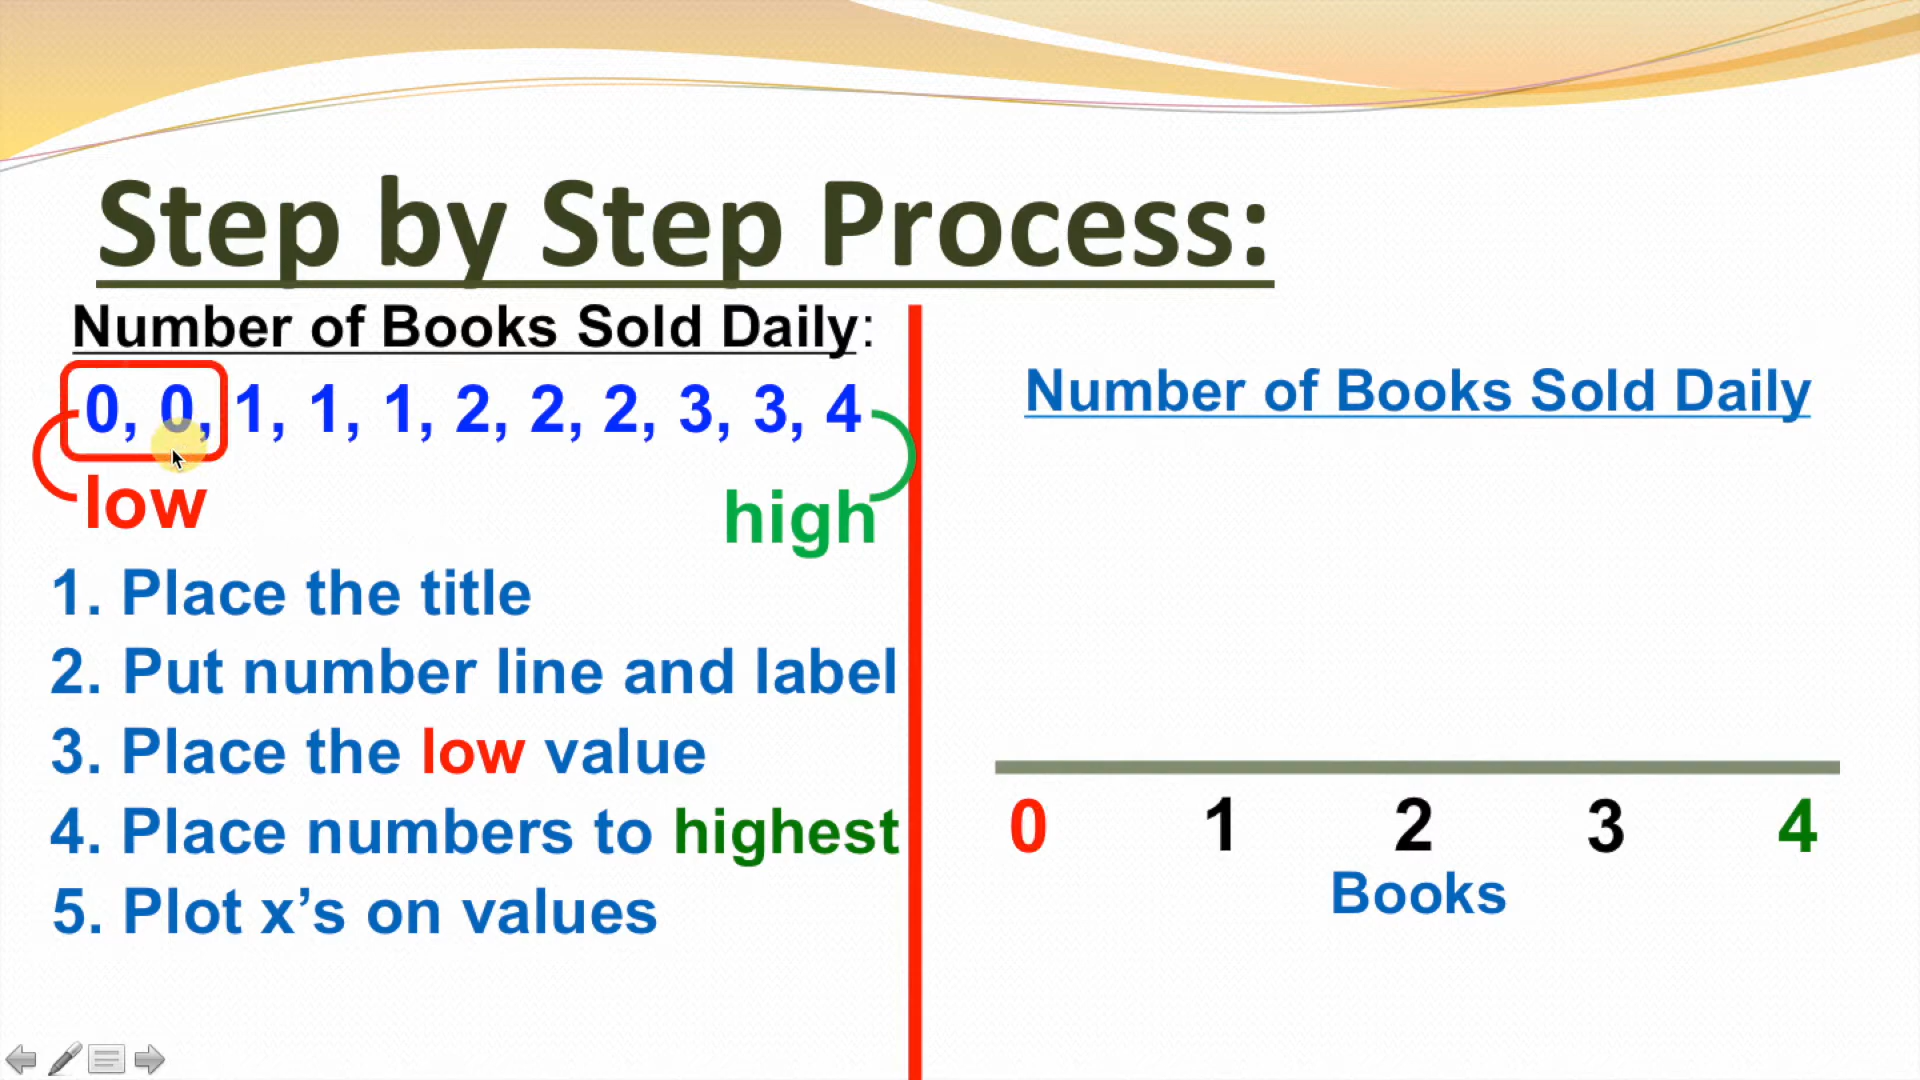 Step by Step Process:
Number of Books Sold Daily:
0, 0, 1, 1, 1, 2, 2, 2, 3, 3, 4
low
high
1. Place the title
2. Put number line and label
3. Place the low value
4. Place numbers to highest
5. Plot x’s on values
Number of Books Sold Daily
0 1 2 3 4
Books